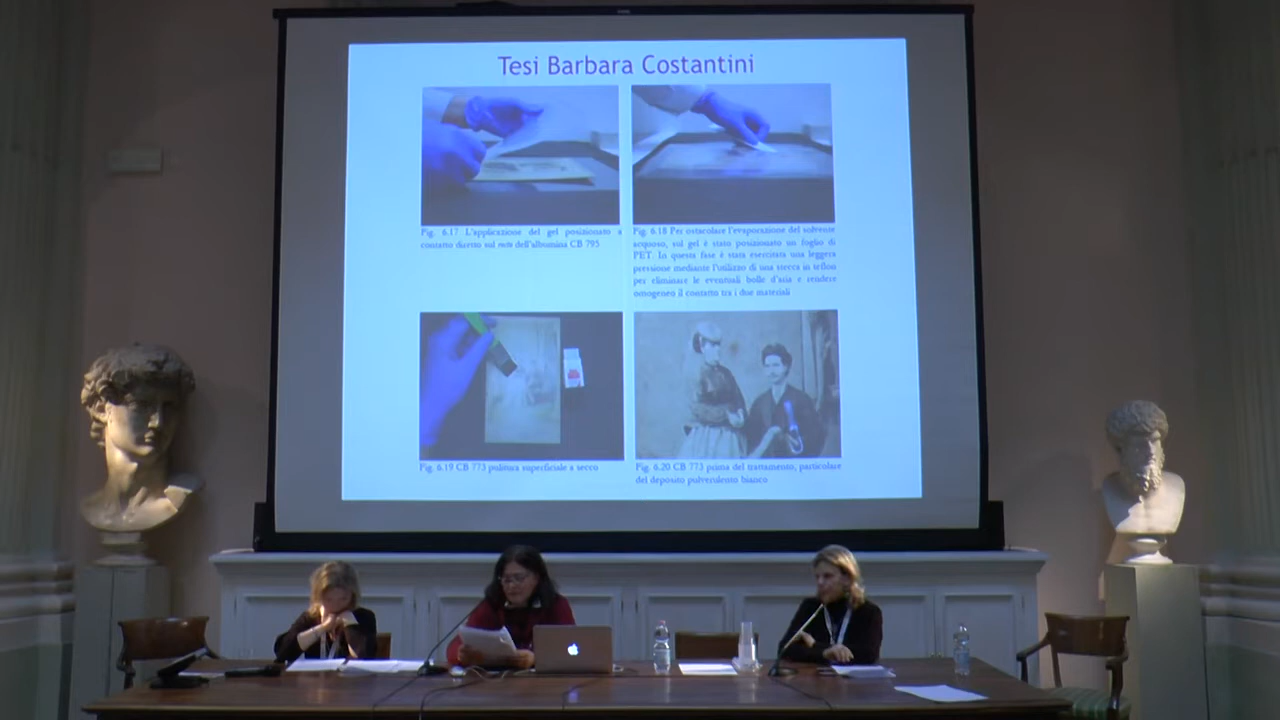 Tesi Barbara Costantini
Fig. 6.17 L'applicazione del gel posizionato a
contatto diretto sul recto dell'albumina CB 795
Fig. 6.18 Per ostacolare l'evaporazione del solvente
acquoso, sul gel è stato posizionato un foglio di
PET. In questa fase è stata esercitata una leggera
pressione mediante l'utilizzo di una stecca in teflon
per eliminare le eventuali bolle d'aria e rendere
omogeneo il contatto tra i due materiali
Fig. 6.19 CB 773 pulitura superficiale a secco
Fig. 6.20 CB 773 prima del trattamento, particolare
del deposito pulverulento bianco